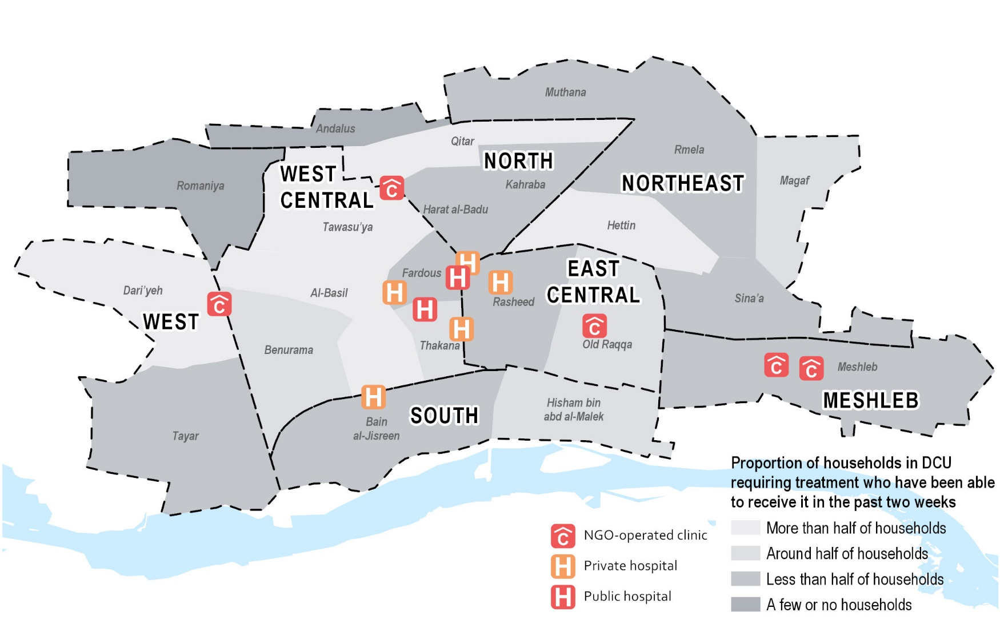 Muthana
Andalus
Qitar
Rmela
NORTH
WEST
CENTRAL
Romaniya
Kahraba
NORTHEAST
Magaf
Harat al-Badu
Tawasu'ya
Hettin
H
C
Fardous
H
H
H
EAST
CENTRAL
Dari'yeh
Al-Basil
Rasheed
Sina'a
C
WEST
H
H
C
Old Raqqa
Thakana
Benurama
C
C
Meshleb
H
MESHLEB
SOUTH
Hisham bin
abd al-Malek
Bain
al-Jisreen
Tayar
Proportion of households in DCU
requiring treatment who have been able
to receive it in the past two weeks
C NGO-operated clinic
H Private hospital
H Public hospital
More than half of households
Around half of households
Less than half of households
A few or no households